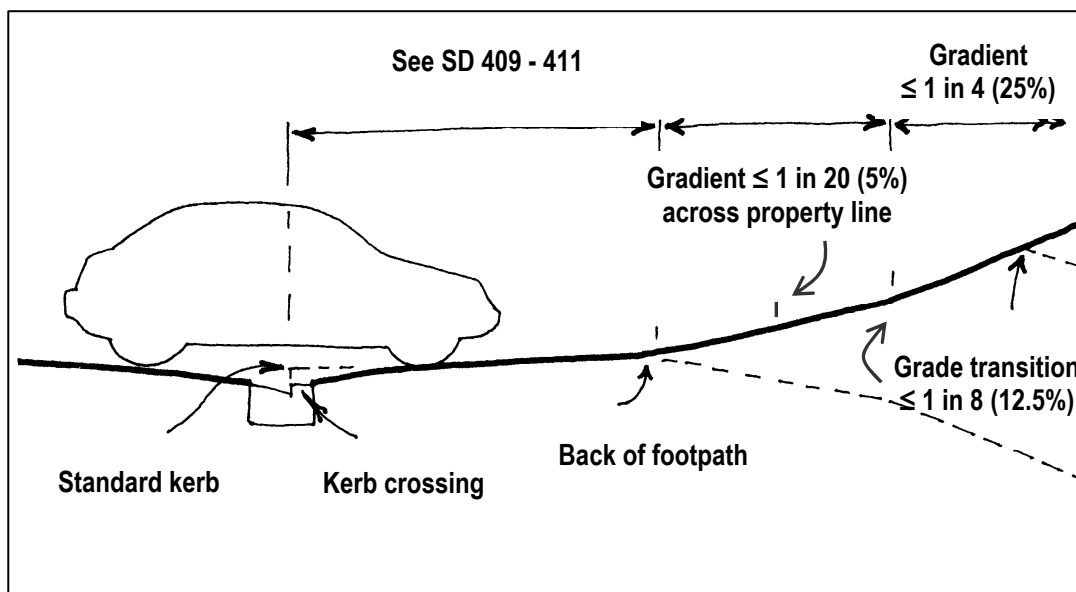 See SD 409 - 411
Gradient
≤ 1 in 4 (25%)
Gradient ≤ 1 in 20 (5%)
across property line
Grade transition
≤ 1 in 8 (12.5%)
Back of footpath
Standard kerb
Kerb crossing